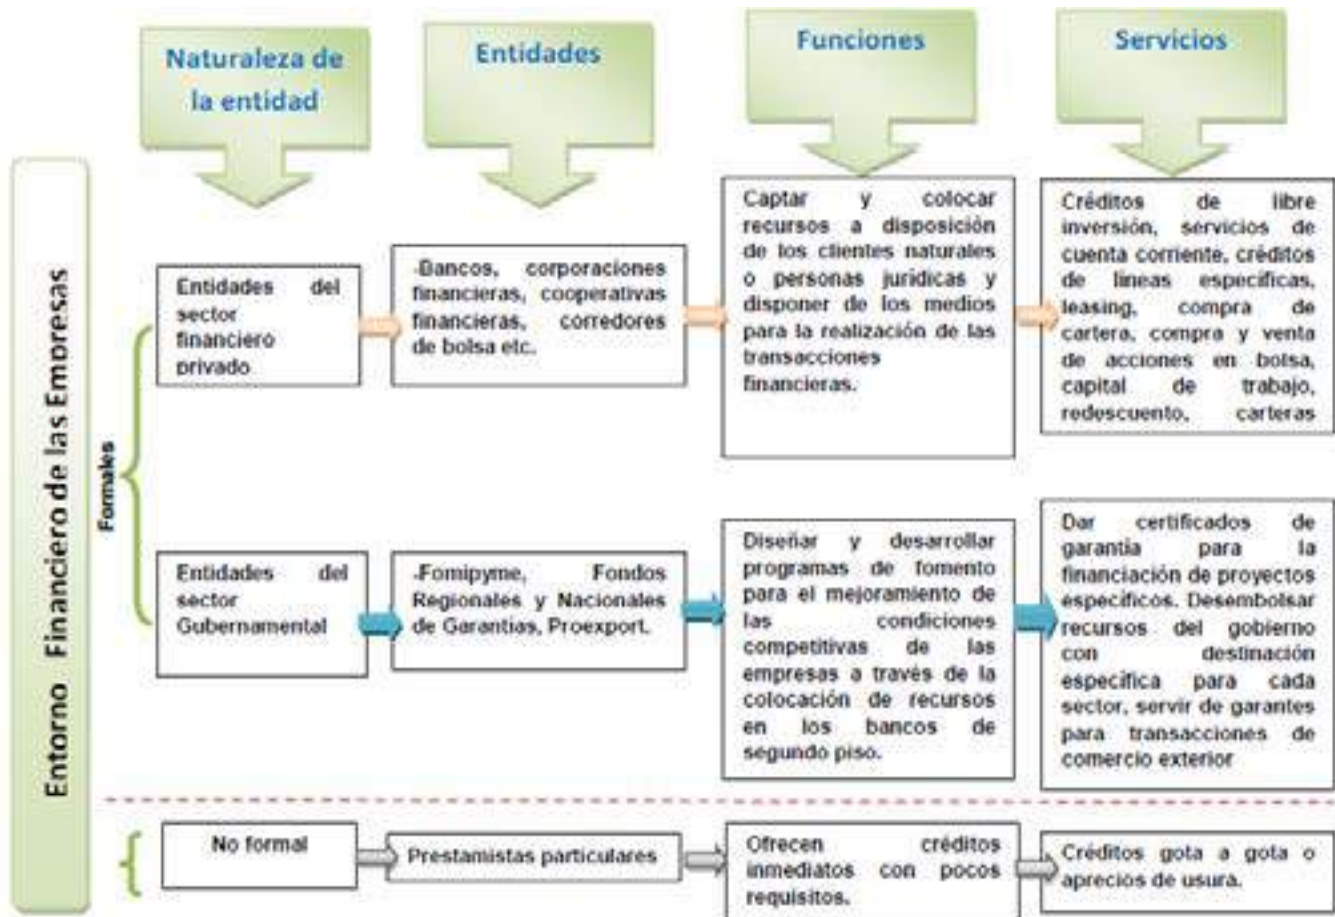 Naturaleza de
la entidad
Entidades
Funciones
Servicios
Entorno Financiero de las Empresas
Formales
Entidades del
sector
financiero
privado
-Bancos, corporaciones
financieras, cooperativas
financieras, corredores
de bolsa etc.
Captar y colocar
recursos a disposición
de los clientes naturales
o personas jurídicas y
disponer de los medios
para la realización de las
transacciones
financieras.
Créditos de libre
inversión, servicios de
cuenta corriente, créditos
de líneas específicas,
leasing, compra de
cartera, compra y venta
de acciones en bolsa,
capital de trabajo,
redescuento, carteras
Entidades del
sector
Gubernamental
-Fomipyme, Fondos
Regionales y Nacionales
de Garantías, Proexport.
Diseñar y desarrollar
programas de fomento
para el mejoramiento de
las condiciones
competitivas de las
empresas a través de la
colocación de recursos
en los bancos de
segundo piso.
Dar certificados de
garantía para la
financiación de proyectos
específicos. Desembolsar
recursos del gobierno
con destinación
específica para cada
sector, servir de garantes
para transacciones de
comercio exterior
No formal
Prestamistas particulares
Ofrecen créditos
inmediatos con pocos
requisitos.
Créditos gota a gota o
aprecios de usura.